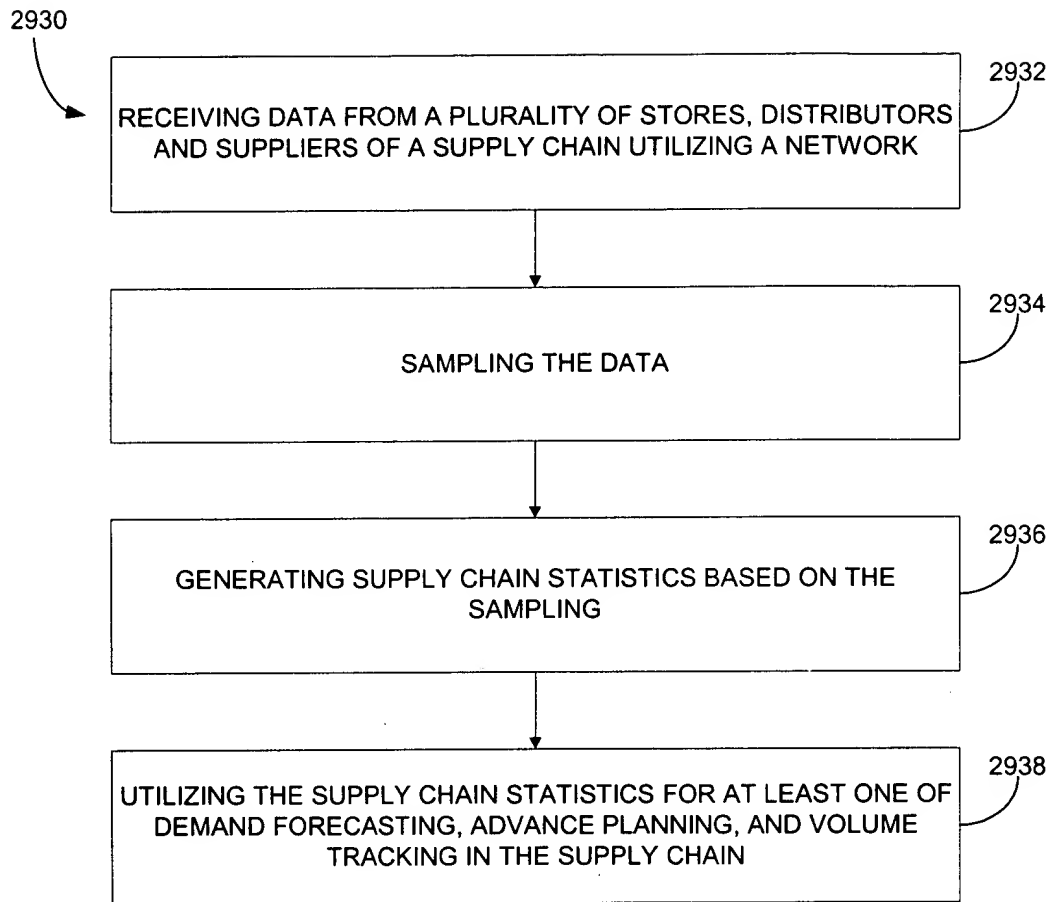 2930
2932
RECEIVING DATA FROM A PLURALITY OF STORES, DISTRIBUTORS
AND SUPPLIERS OF A SUPPLY CHAIN UTILIZING A NETWORK
2934
SAMPLING THE DATA
2936
GENERATING SUPPLY CHAIN STATISTICS BASED ON THE
SAMPLING
2938
UTILIZING THE SUPPLY CHAIN STATISTICS FOR AT LEAST ONE OF
DEMAND FORECASTING, ADVANCE PLANNING, AND VOLUME
TRACKING IN THE SUPPLY CHAIN